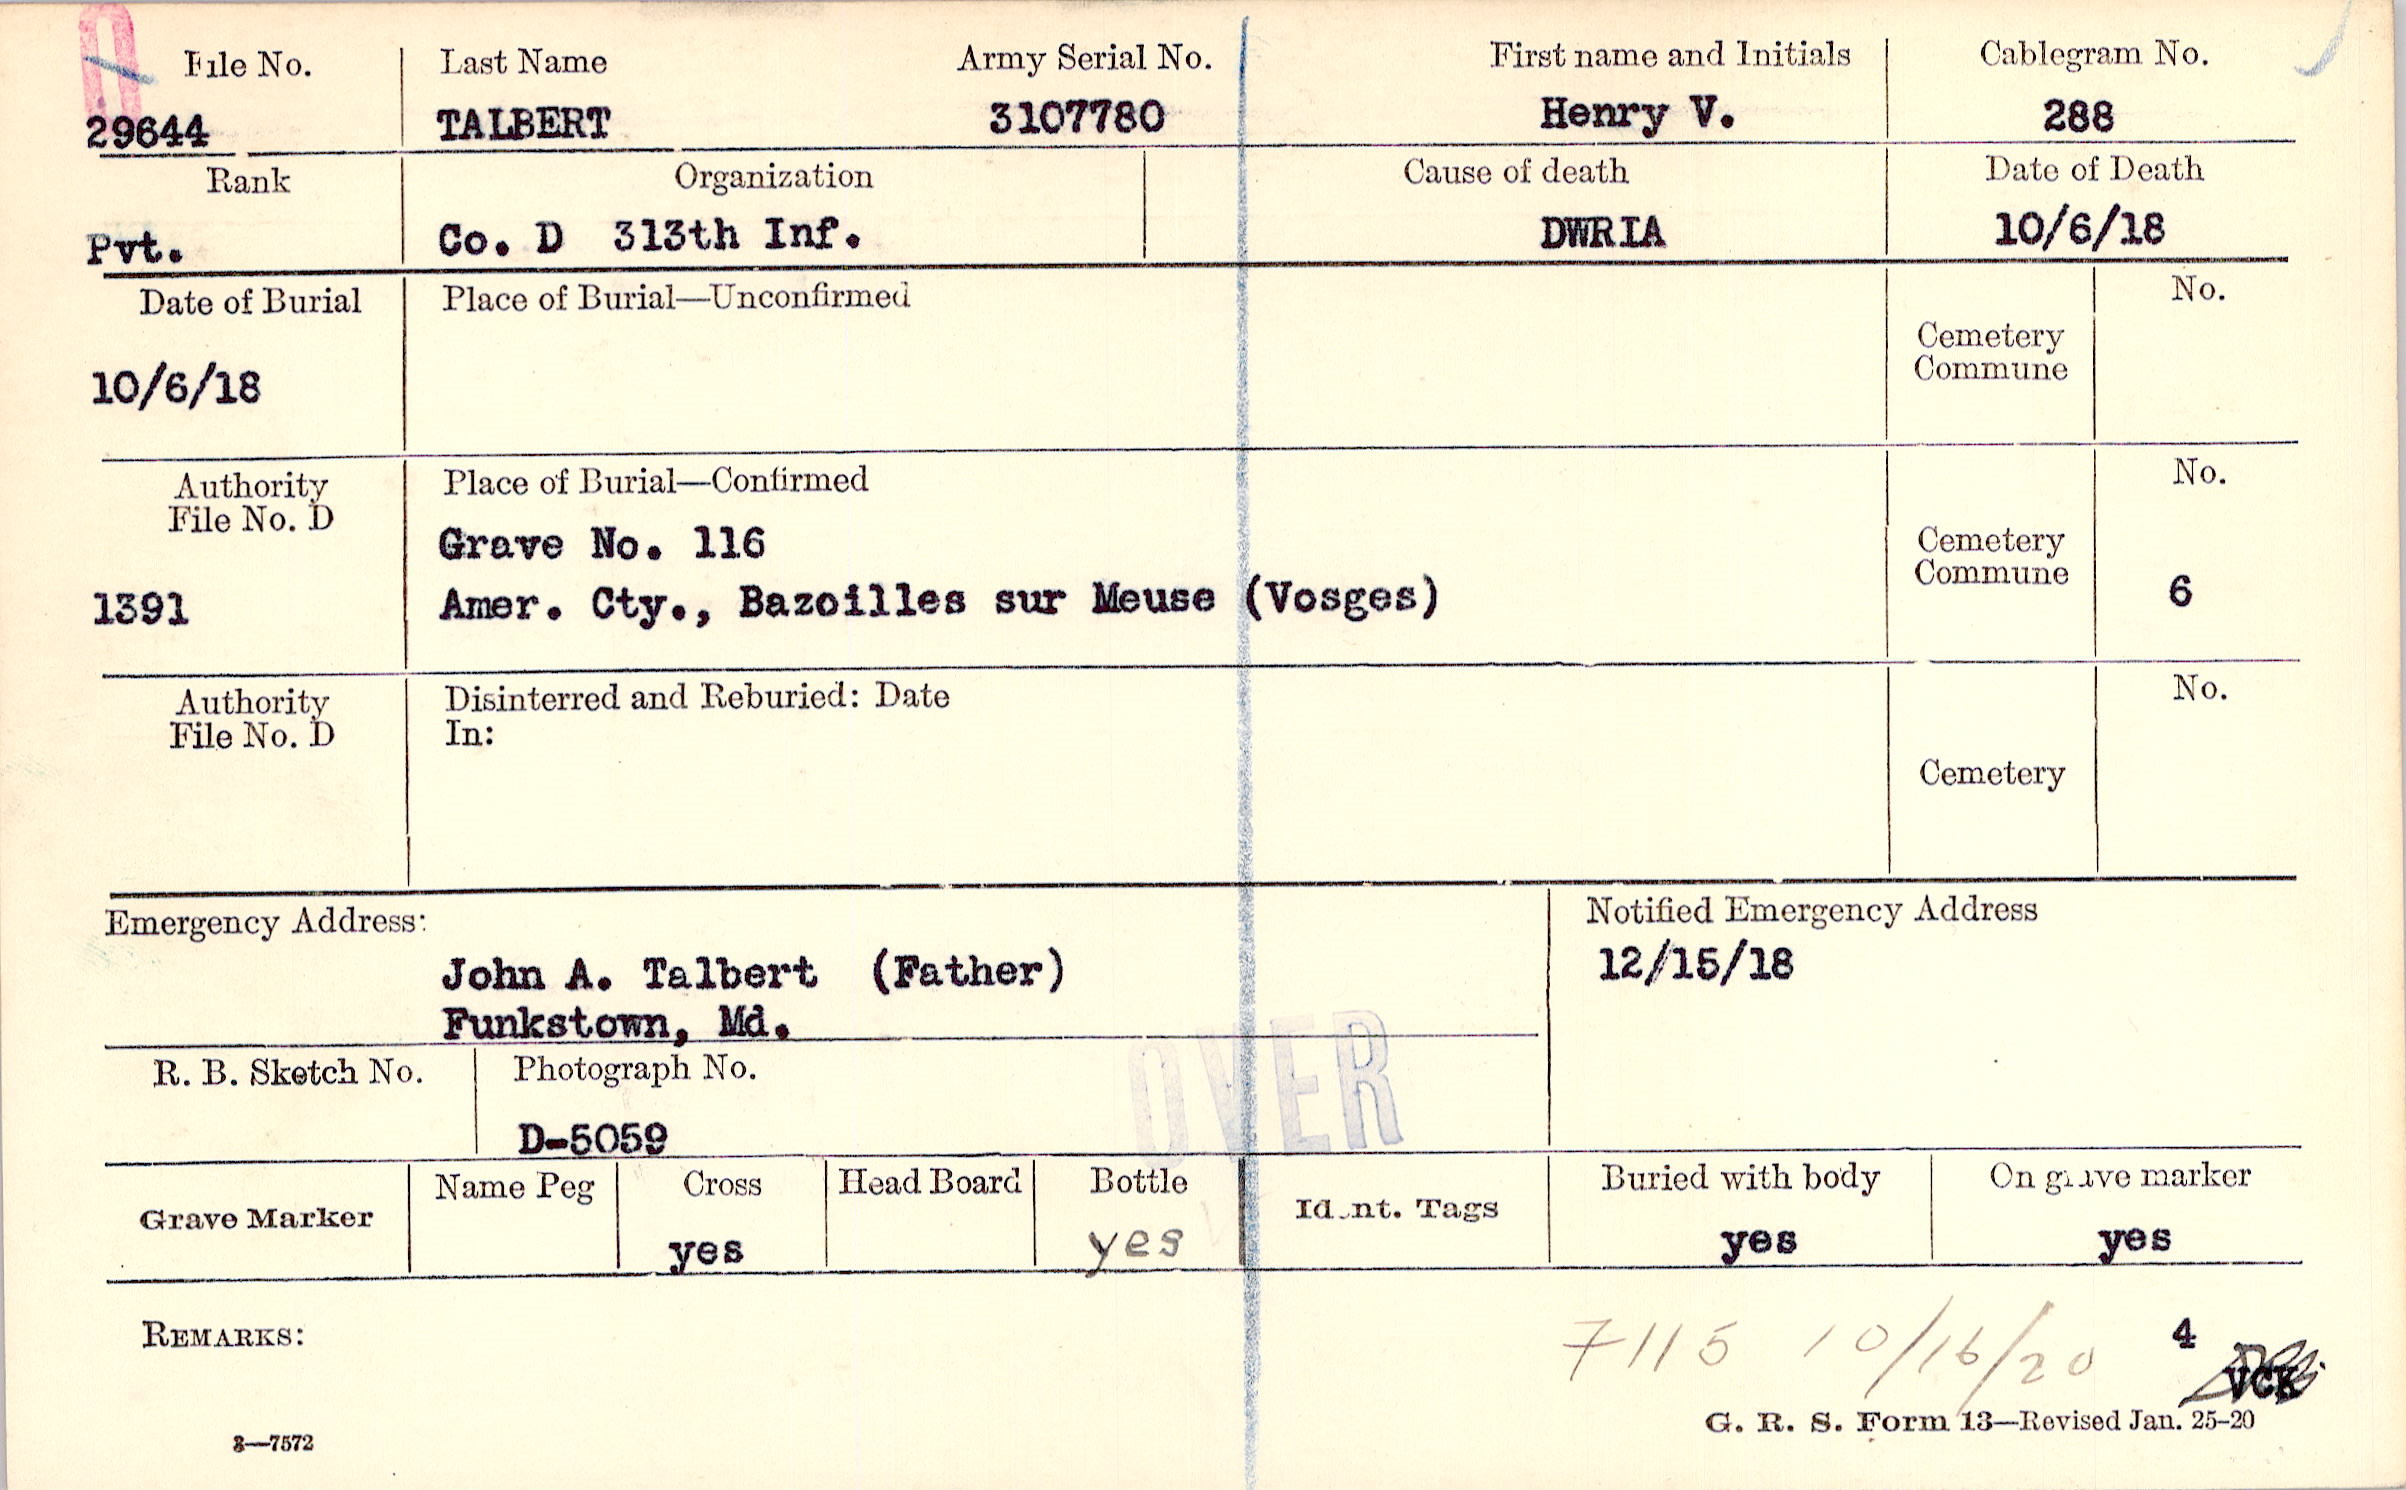 File No. Last Name Army Serial No. First name and Initials Cablegram No.
29644 TALBERT 3107780 Henry V. 288
Rank Organization Cause of death Date of Death
Pvt. Co. D 313th Inf. DWRIA 10/6/18
Date of Burial Place of Burial—Unconfirmed No.
Cemetery
Commune
10/6/18
Authority Place of Burial—Confirmed No.
File No. D
Grave No. 116 Cemetery
Commune
1391 Amer. Cty., Bazoilles sur Meuse (Vosges) 6
Authority Disinterred and Reburied: Date No.
File No. D In:
Cemetery
Emergency Address: Notified Emergency Address
John A. Talbert (Father) 12/15/18
Funkstown, Md.
OVER
R. B. Sketch No. Photograph No.
D-5059
Grave Marker Name Peg Cross Head Board Bottle Ident. Tags Buried with body On grave marker
yes yes yes yes
REMARKS: 7115 10/16/20 4
VCK
G. R. S. Form 13—Revised Jan. 25-20
3—7572